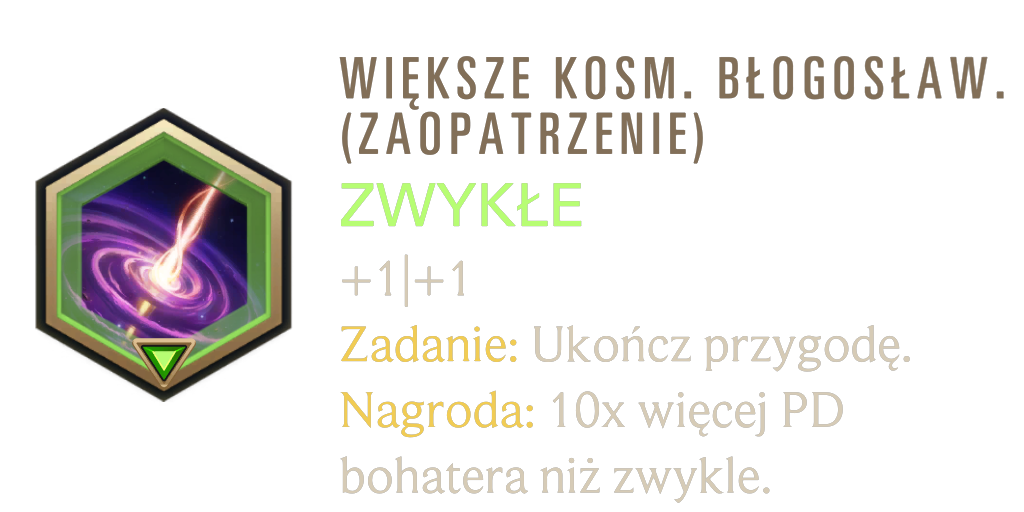 WIĘKSZE KOSM. BŁOGOSŁAW.
(ZAOPATRZENIE)
ZWYKŁE
+1|+1
Zadanie: Ukończ przygodę.
Nagroda: 10x więcej PD
bohatera niż zwykle.